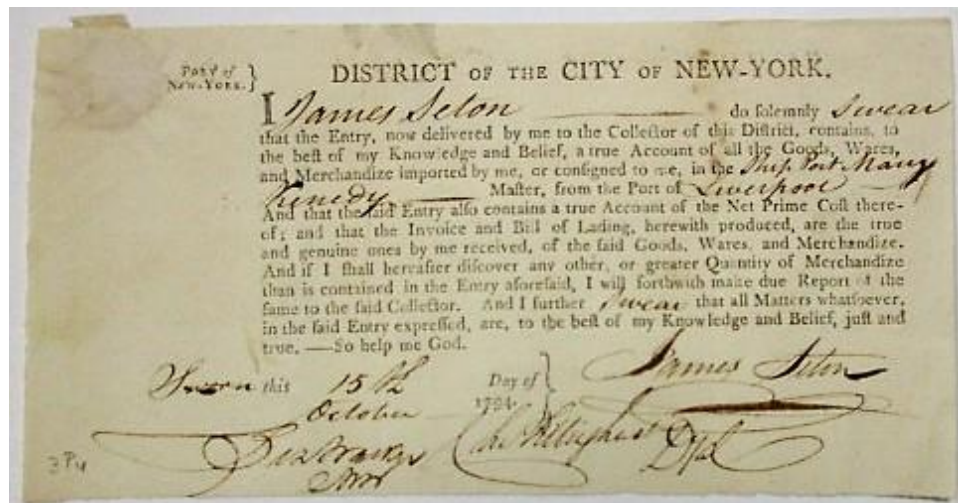 Port of
New-York. }
DISTRICT OF THE CITY OF NEW-YORK.
I James Seton do solemnly Swear
that the Entry, now delivered by me to the Collector of this District, contains, to
the best of my Knowledge and Belief, a true Account of all the Goods, Wares,
and Merchandize imported by me, or consigned to me, in the Ship Port Mary
Kenedy Master, from the Port of Liverpool
And that the said Entry also contains a true Account of the Net Prime Cost there-
of; and that the Invoice and Bill of Lading, herewith produced, are the true
and genuine ones by me received, of the said Goods, Wares, and Merchandize.
And if I shall hereafter discover any other, or greater Quantity of Merchandize
than is contained in the Entry aforesaid, I will forthwith make due Report of the
same to the said Collector. And I further Swear that all Matters whatsoever,
in the said Entry expressed, are, to the best of my Knowledge and Belief, just and
true. —So help me God.
Sworn this 15th Day of }
October 1794.
James Seton